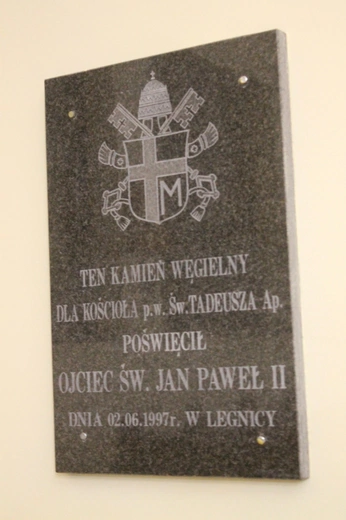 M
TEN KAMIEŃ WĘGIELNY
DLA KOŚCIOŁA p.w. Św. TADEUSZA Ap.
POŚWIĘCIŁ
OJCIEC ŚW. JAN PAWEŁ II
DNIA 02.06.1997r. W LEGNICY